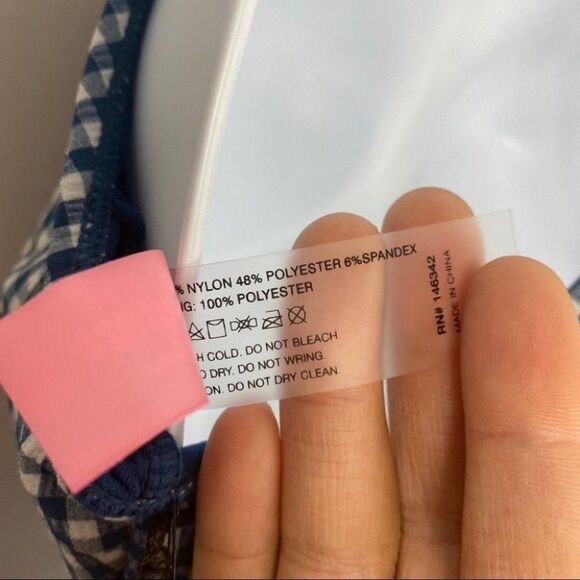 % NYLON 48% POLYESTER 6%SPANDEX
NG: 100% POLYESTER
H COLD. DO NOT BLEACH
O DRY. DO NOT WRING
ON. DO NOT DRY CLEAN
RN# 146342
MADE IN CHINA